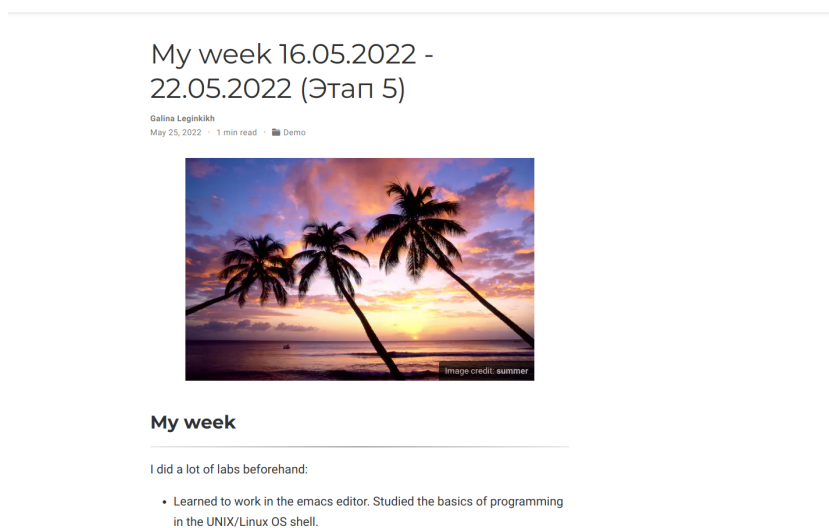 My week 16.05.2022 -
22.05.2022 (Этап 5)
Galina Leginkikh
May 25, 2022 · 1 min read · Demo
Image credit: summer
My week
I did a lot of labs beforehand:
• Learned to work in the emacs editor. Studied the basics of programming
in the UNIX/Linux OS shell.